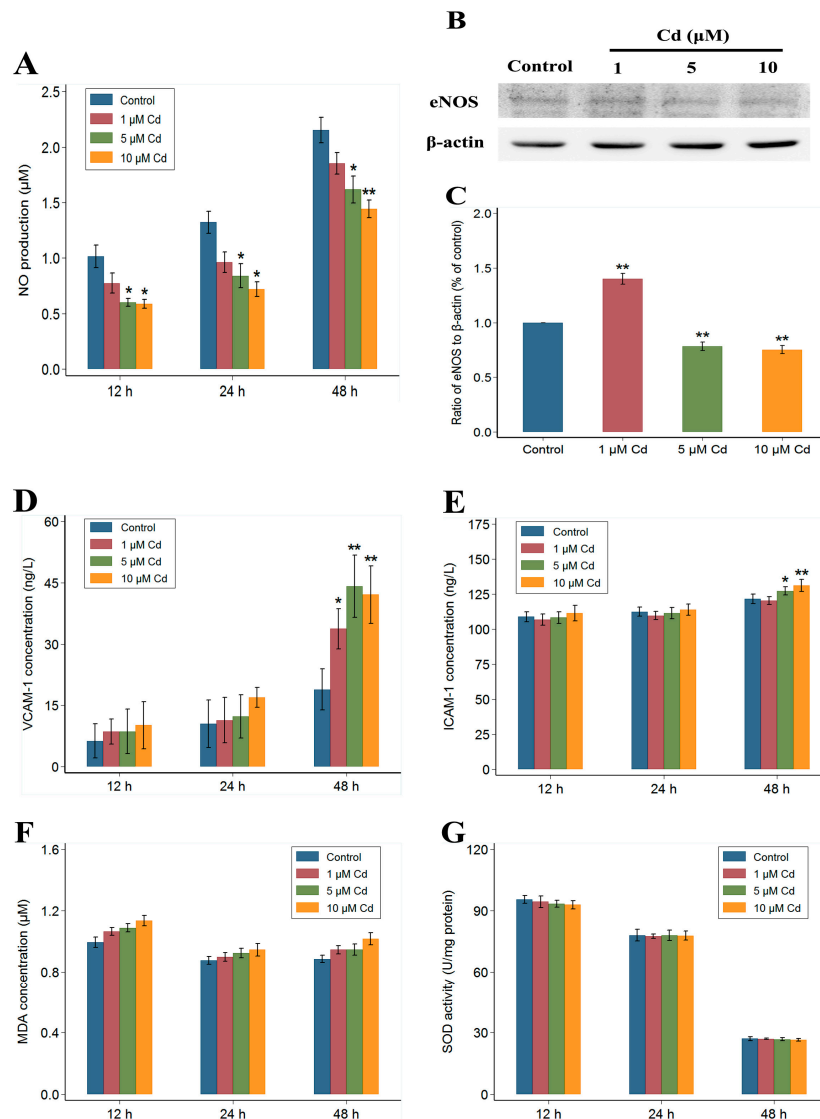 A
NO production (µM)
2.5
2.0
1.5
1.0
0.5
0.0
Control
1 µM Cd
5 µM Cd
10 µM Cd
* *
* *
* **
12 h 24 h 48 h
B
Cd (µM)
Control 1 5 10
eNOS
β-actin
C
Ratio of eNOS to β-actin (% of control)
2.0
1.5
1.0
0.5
0.0
** ** **
Control 1 µM Cd 5 µM Cd 10 µM Cd
D
VCAM-1 concentration (ng/L)
60
45
30
15
0
Control
1 µM Cd
5 µM Cd
10 µM Cd
* ** **
12 h 24 h 48 h
E
ICAM-1 concentration (ng/L)
175
150
125
100
75
50
25
0
Control
1 µM Cd
5 µM Cd
10 µM Cd
* **
12 h 24 h 48 h
F
MDA concentration (µM)
1.6
1.2
0.8
0.4
0.0
Control
1 µM Cd
5 µM Cd
10 µM Cd
12 h 24 h 48 h
G
SOD activity (U/mg protein)
120
90
60
30
0
Control
1 µM Cd
5 µM Cd
10 µM Cd
12 h 24 h 48 h